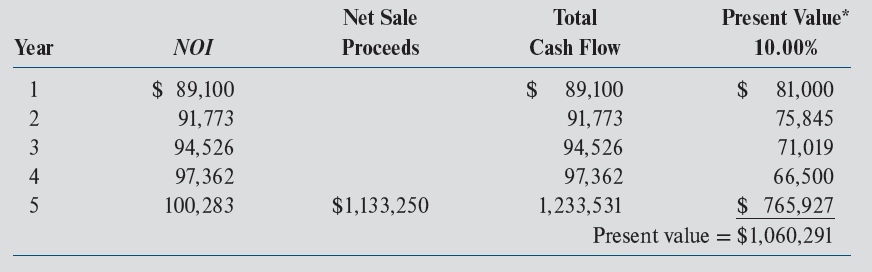 Net Sale Total Present Value*
Year NOI Proceeds Cash Flow 10.00%
1 $ 89,100 $ 89,100 $ 81,000
2 91,773 91,773 75,845
3 94,526 94,526 71,019
4 97,362 97,362 66,500
5 100,283 $1,133,250 1,233,531 $ 765,927
Present value = $1,060,291